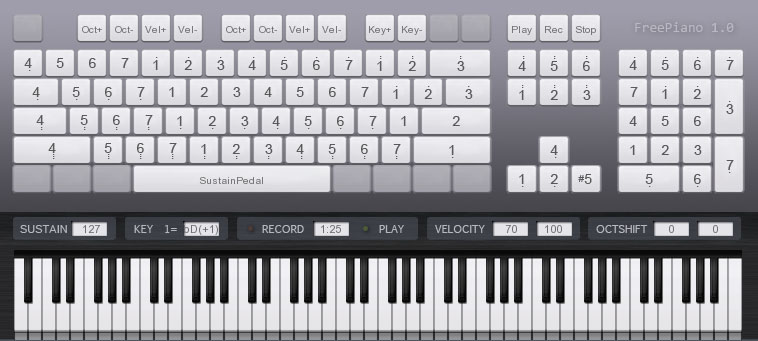 Oct+ Oct- Vel+ Vel- Oct+ Oct- Vel+ Vel- Key+ Key- Play Rec Stop FreePiano 1.0
4 5 6 7 1 2 3 4 5 6 7 1 2 3 4 5 6 4 5 6 7
4 5 6 7 1 2 3 4 5 6 7 1 2 3 1 2 3 7 1 2 3
4 5 6 7 1 2 3 4 5 6 7 1 2 4 5 6
4 5 6 7 1 2 3 4 5 6 7 1 4 1 2 3 7
SustainPedal 1 2 #5 5 6
SUSTAIN 127 KEY 1= bD(+1) RECORD 1:25 PLAY VELOCITY 70 100 OCTSHIFT 0 0